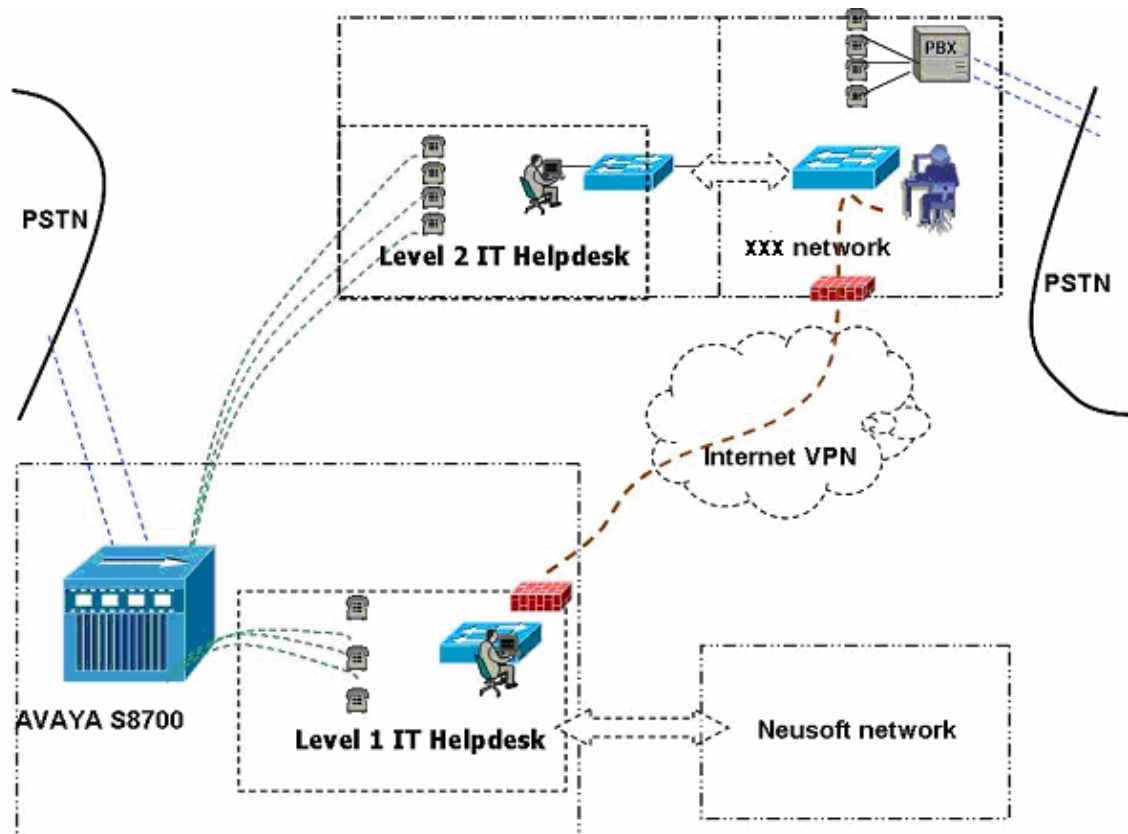 PBX
PSTN
Level 2 IT Helpdesk
xxx network
PSTN
Internet VPN
AVAYA S8700
Level 1 IT Helpdesk
Neusoft network